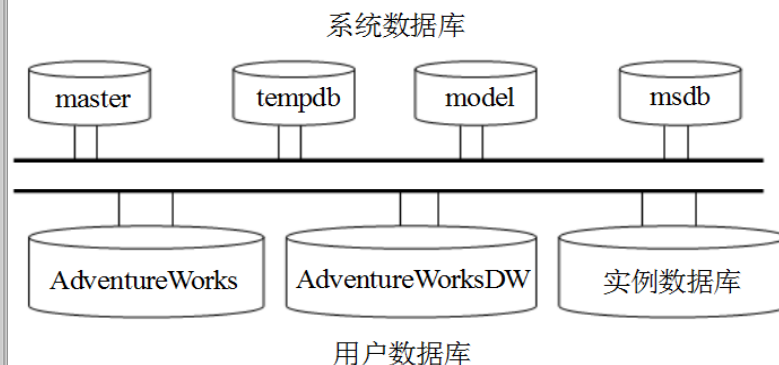 系统数据库
master
tempdb
model
msdb
AdventureWorks
AdventureWorksDW
实例数据库
用户数据库